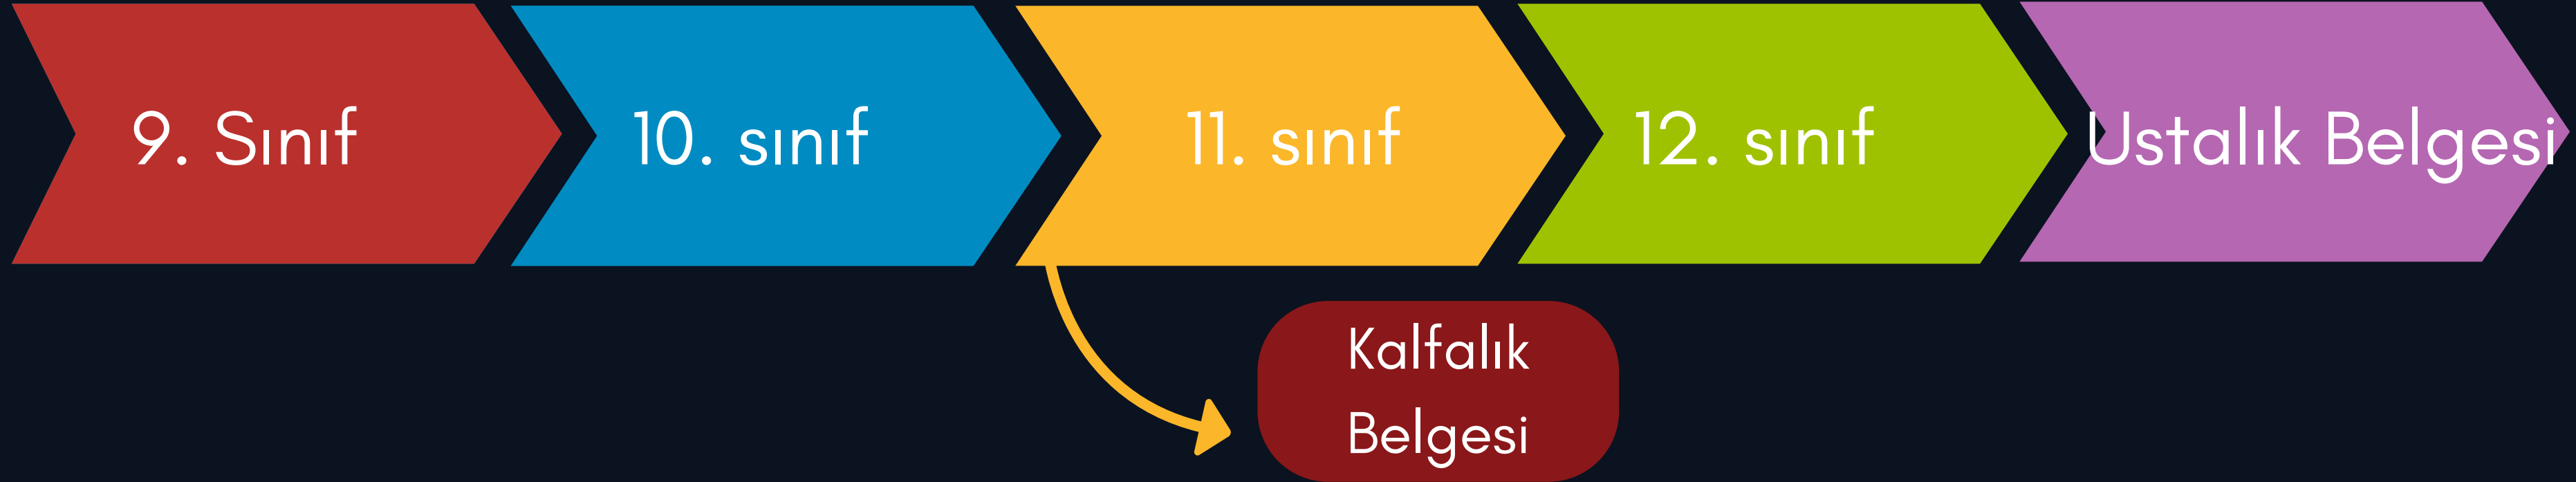 9. Sınıf
10. sınıf
11. sınıf
12. sınıf
Ustalık Belgesi
Kalfalık
Belgesi